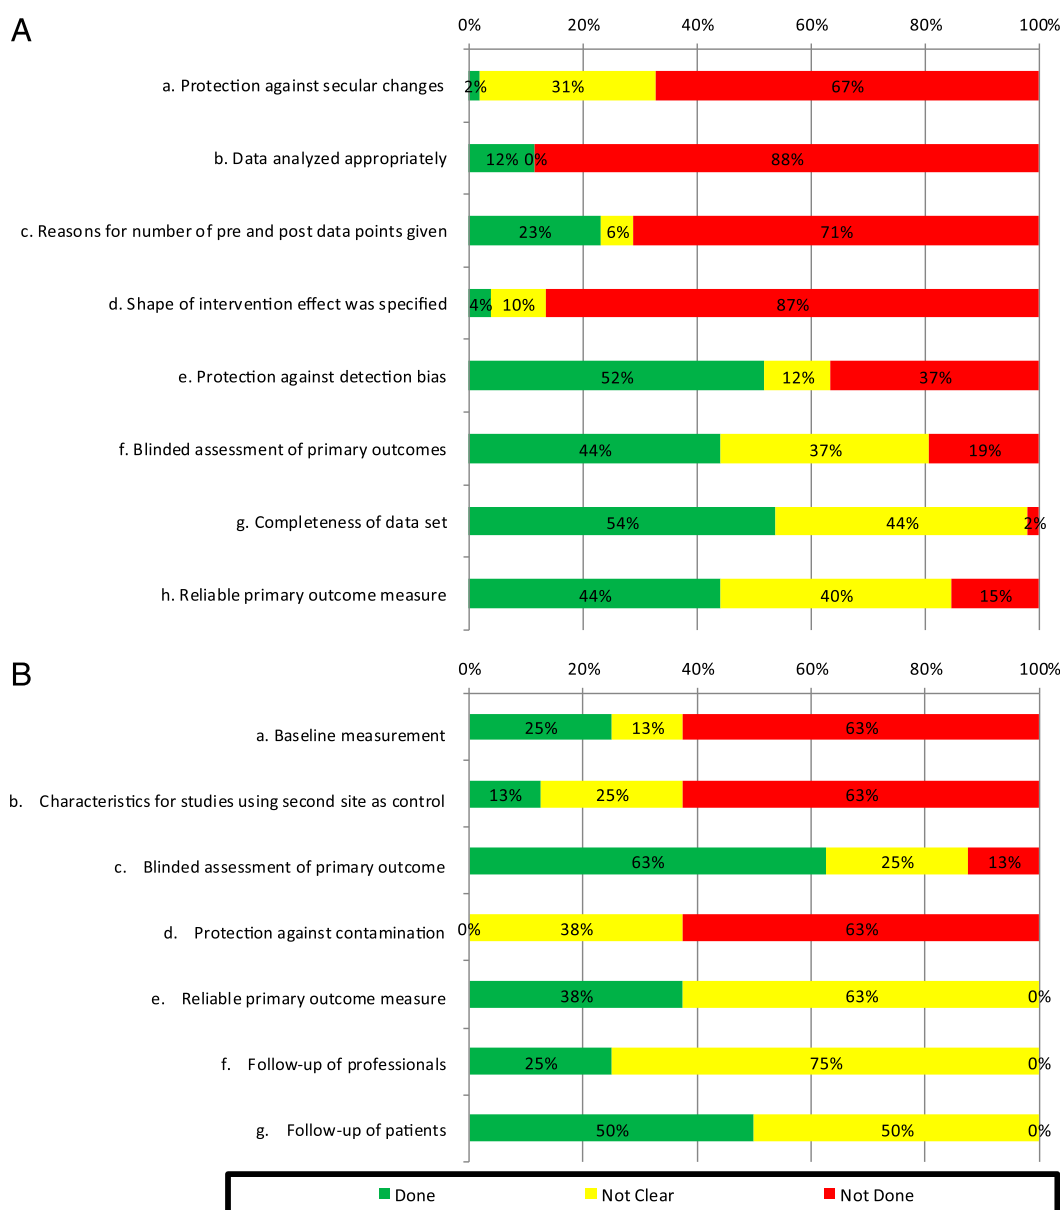 A
0% 20% 40% 60% 80% 100%
a. Protection against secular changes 2% 31% 67%
b. Data analyzed appropriately 12% 0% 88%
c. Reasons for number of pre and post data points given 23% 6% 71%
d. Shape of intervention effect was specified 4% 10% 87%
e. Protection against detection bias 52% 12% 37%
f. Blinded assessment of primary outcomes 44% 37% 19%
g. Completeness of data set 54% 44% 2%
h. Reliable primary outcome measure 44% 40% 15%
B
0% 20% 40% 60% 80% 100%
a. Baseline measurement 25% 13% 63%
b. Characteristics for studies using second site as control 13% 25% 63%
c. Blinded assessment of primary outcome 63% 25% 13%
d. Protection against contamination 0% 38% 63%
e. Reliable primary outcome measure 38% 63% 0%
f. Follow-up of professionals 25% 75% 0%
g. Follow-up of patients 50% 50% 0%
Done Not Clear Not Done